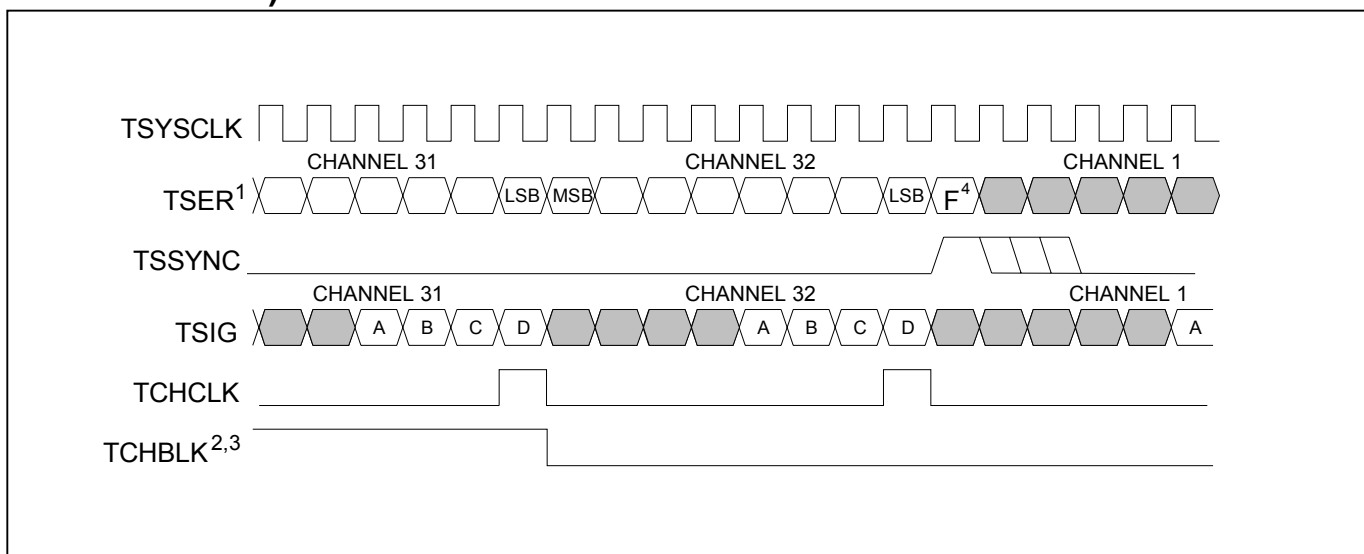 )
TSYSCLK
CHANNEL 31 CHANNEL 32 CHANNEL 1
TSER¹ LSB MSB LSB F⁴
TSSYNC
CHANNEL 31 CHANNEL 32 CHANNEL 1
TSIG A B C D A B C D A
TCHCLK
TCHBLK²,³